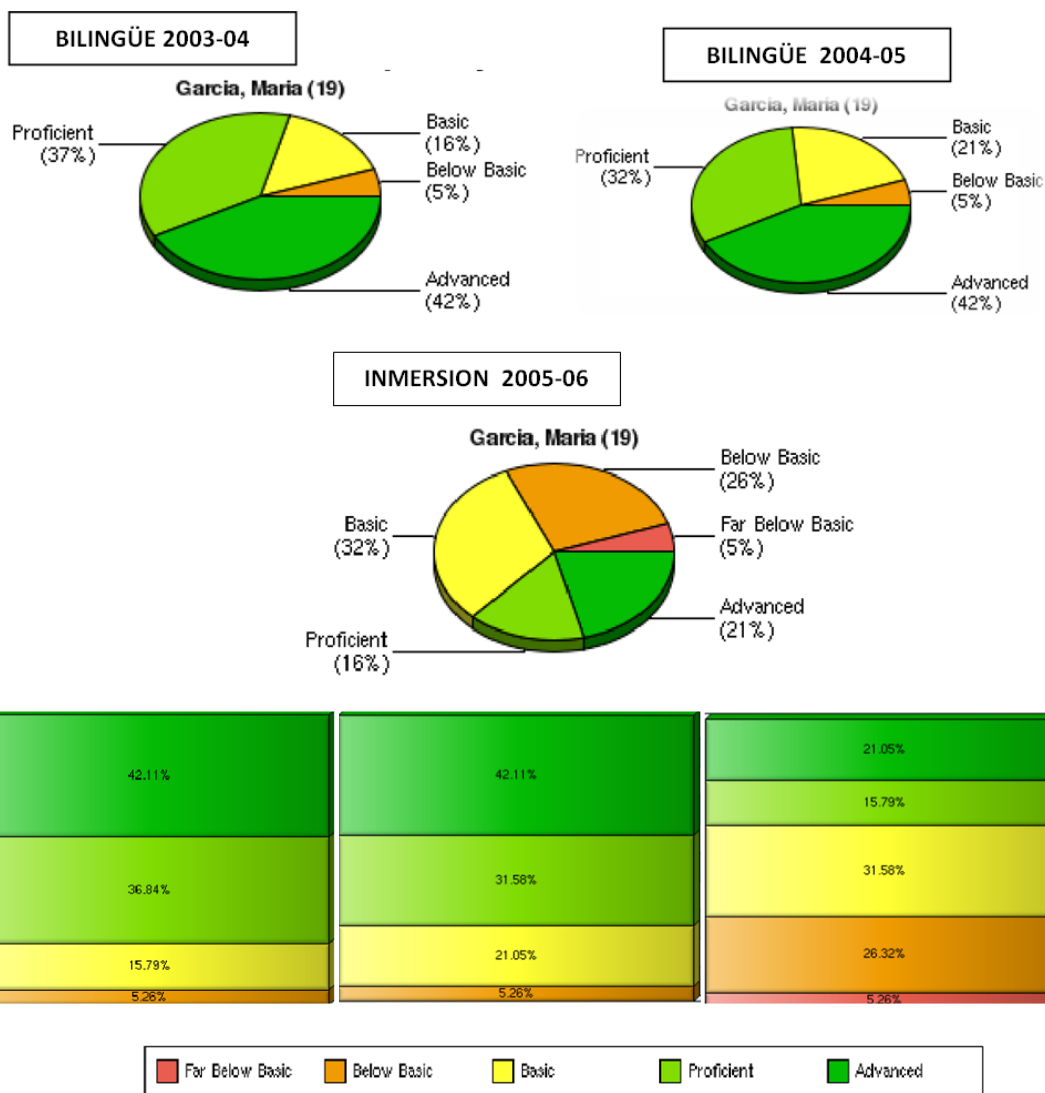 BILINGÜE 2003-04
Garcia, Maria (19)
Proficient
(37%)
Basic
(16%)
Below Basic
(5%)
Advanced
(42%)
BILINGÜE 2004-05
Garcia, Maria (19)
Proficient
(32%)
Basic
(21%)
Below Basic
(5%)
Advanced
(42%)
INMERSION 2005-06
Garcia, Maria (19)
Below Basic
(26%)
Far Below Basic
(5%)
Basic
(32%)
Advanced
(21%)
Proficient
(16%)
42.11%
36.84%
15.79%
5.26%
42.11%
31.58%
21.05%
5.26%
21.05%
15.79%
31.58%
26.32%
5.26%
Far Below Basic
Below Basic
Basic
Proficient
Advanced